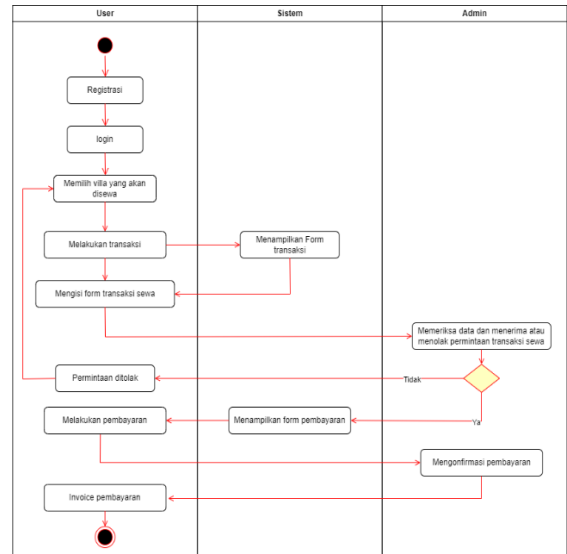 User
Sistem
Admin
Registrasi
login
Memilih villa yang akan
disewa
Melakukan transaksi
Menampilkan Form
transaksi
Mengisi form transaksi sewa
Memeriksa data dan menerima atau
menolak permintaan transaksi sewa
Permintaan ditolak
Tidak
Melakukan pembayaran
Menampilkan form pembayaran
Ya
Mengonfirmasi pembayaran
Invoice pembayaran